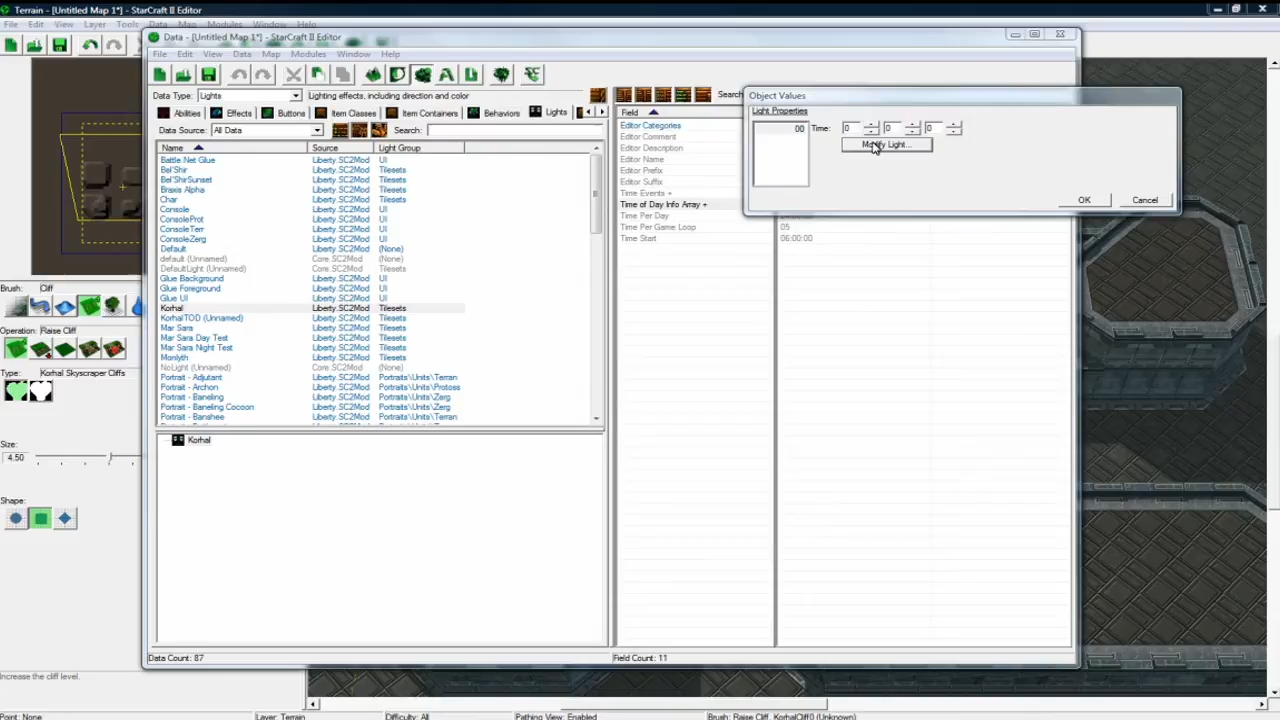 Terrain - [Untitled Map 1*] - StarCraft II Editor
File Edit View Layer Tools Data Map Modules Window Help
Data - [Untitled Map 1*] - StarCraft II Editor
File Edit View Data Map Modules Window Help
Data Type: Lights Lighting effects, including direction and color
Abilities Effects Buttons Item Classes Item Containers Behaviors Lights
Data Source: All Data Search:
Name Source Light Group
Battle.Net Glue Liberty.SC2Mod UI
Bel'Shir Liberty.SC2Mod Tilesets
Bel'ShirSunset Liberty.SC2Mod Tilesets
Braxis Alpha Liberty.SC2Mod Tilesets
Char Liberty.SC2Mod Tilesets
Console Liberty.SC2Mod UI
ConsoleProt Liberty.SC2Mod UI
ConsoleTerr Liberty.SC2Mod UI
ConsoleZerg Liberty.SC2Mod UI
Default Liberty.SC2Mod (None)
default (Unnamed) Core.SC2Mod (None)
DefaultLight (Unnamed) Core.SC2Mod Tilesets
Glue Background Liberty.SC2Mod UI
Glue Foreground Liberty.SC2Mod UI
Glue UI Liberty.SC2Mod UI
Korhal Liberty.SC2Mod Tilesets
KorhalTOD (Unnamed) Liberty.SC2Mod Tilesets
Mar Sara Liberty.SC2Mod Tilesets
Mar Sara Day Test Liberty.SC2Mod Tilesets
Mar Sara Night Test Liberty.SC2Mod Tilesets
Monlyth Liberty.SC2Mod Tilesets
NoLight (Unnamed) Core.SC2Mod (None)
Portrait - Adjutant Liberty.SC2Mod Portraits\Units\Terran
Portrait - Archon Liberty.SC2Mod Portraits\Units\Protoss
Portrait - Baneling Liberty.SC2Mod Portraits\Units\Zerg
Portrait - Baneling Cocoon Liberty.SC2Mod Portraits\Units\Zerg
Portrait - Banshee Liberty.SC2Mod Portraits\Units\Terran
Korhal
Data Count: 87
Search
Field
Editor Categories
Editor Comment
Editor Description
Editor Name
Editor Prefix
Editor Suffix
Time Events +
Time of Day Info Array +
Time Per Day
Time Per Game Loop 05
Time Start 06:00:00
Field Count: 11
Object Values
Light Properties
00 Time: 0 0 0
Modify Light...
OK Cancel
Brush: Cliff
Operation: Raise Cliff
Type: Korhal Skyscraper Cliffs
Size:
4.50
Shape:
Increase the cliff level.
Point: None Layer: Terrain Difficulty: All Pathing View: Enabled Brush: Raise Cliff, KorhalCliff0 (Unknown)